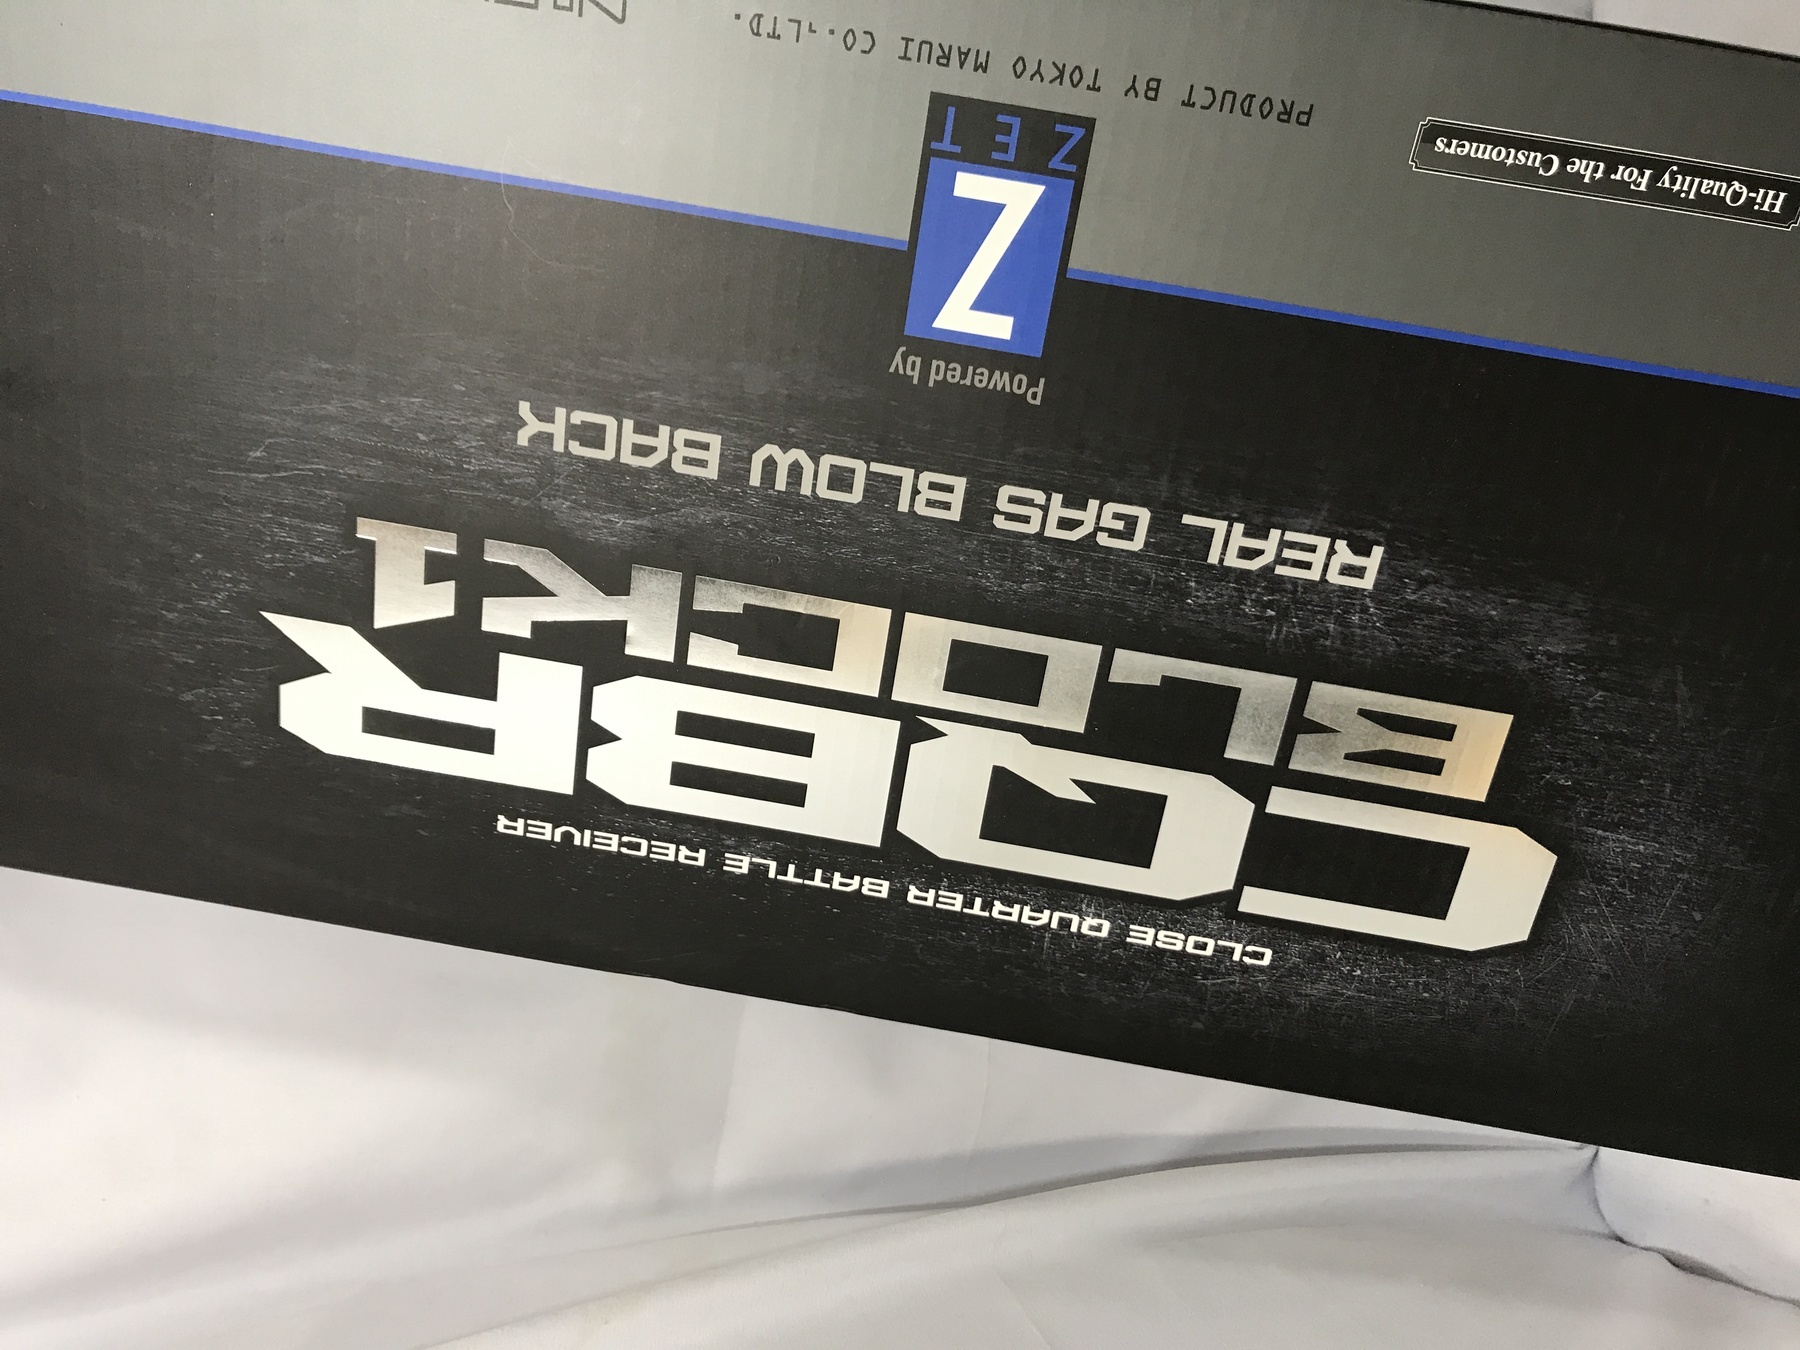 CLOSE QUARTER BATTLE RECEIVER
CQBR
BLOCK1
REAL GAS BLOW BACK
Powered by
Z
ZET
Hi-Quality For the Customers
PRODUCT BY TOKYO MARUI CO.,LTD.